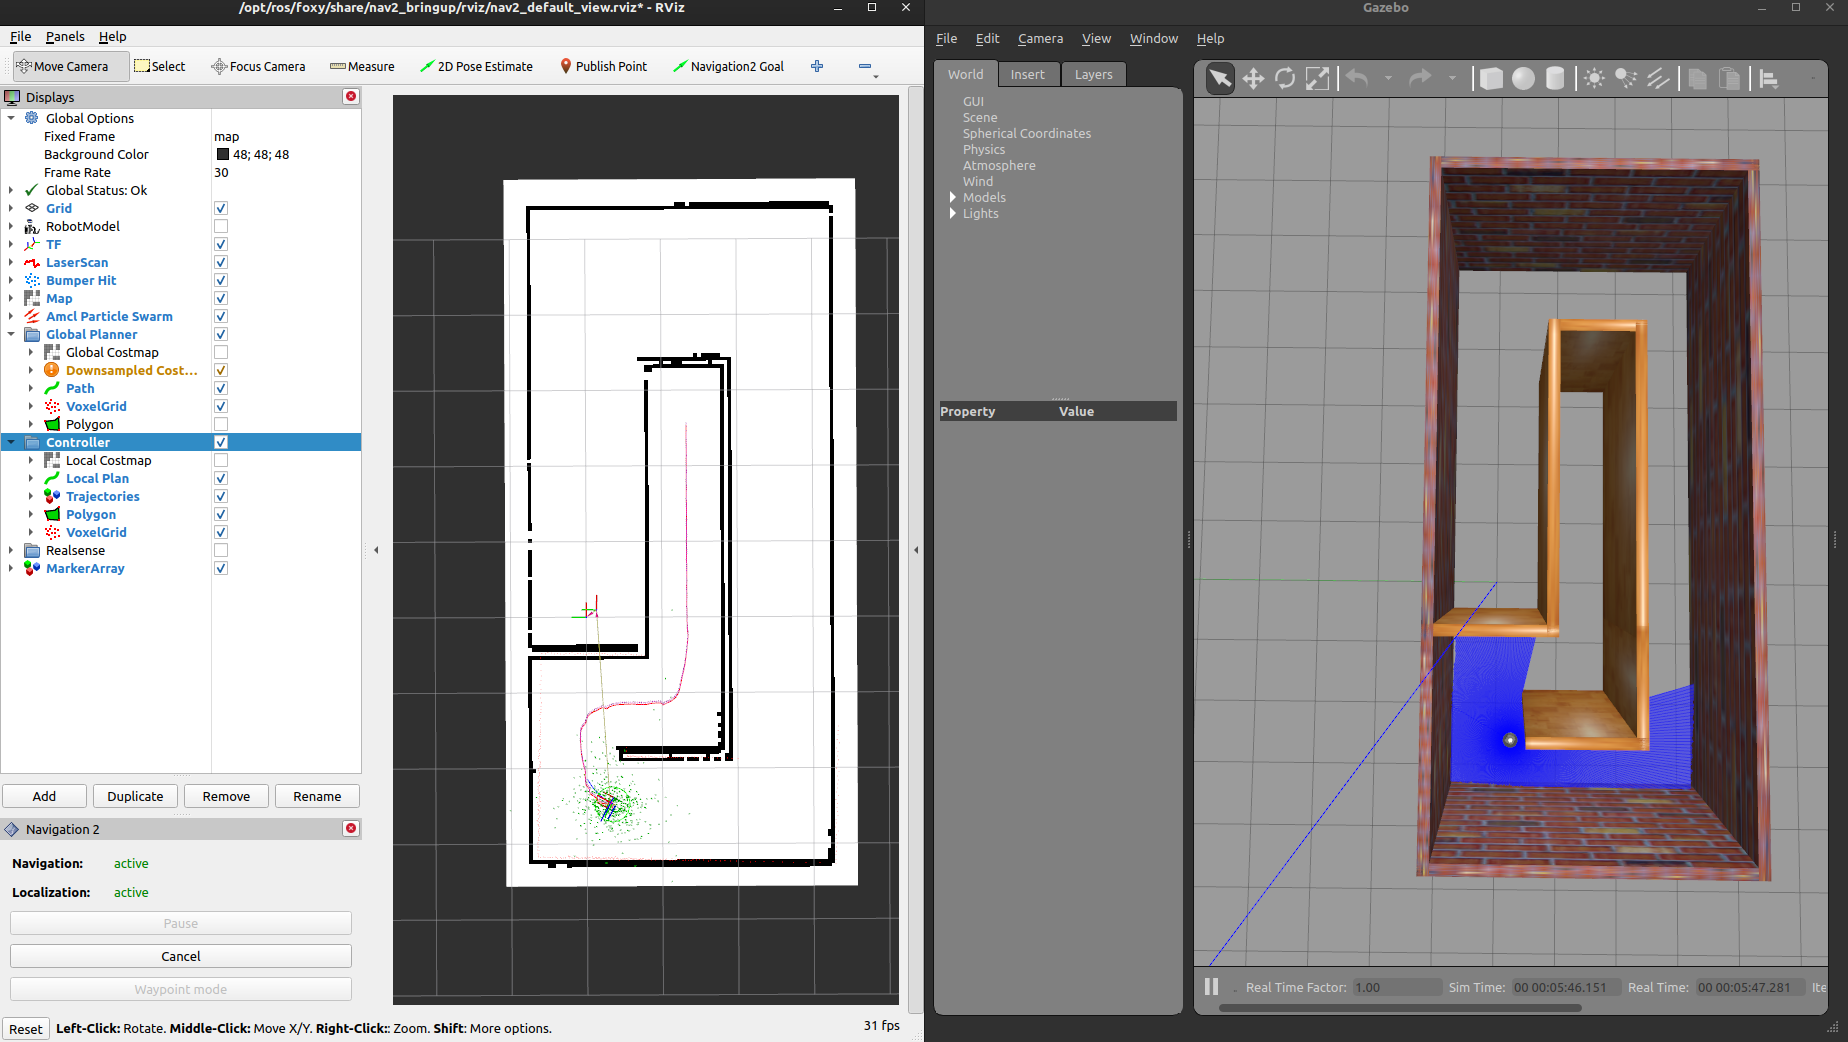 /opt/ros/foxy/share/nav2_bringup/rviz/nav2_default_view.rviz* - RViz
File Panels Help
Move Camera Select Focus Camera Measure 2D Pose Estimate Publish Point Navigation2 Goal
Displays
Global Options
Fixed Frame map
Background Color 48; 48; 48
Frame Rate 30
Global Status: Ok
Grid
RobotModel
TF
LaserScan
Bumper Hit
Map
Amcl Particle Swarm
Global Planner
Global Costmap
Downsampled Cost...
Path
VoxelGrid
Polygon
Controller
Local Costmap
Local Plan
Trajectories
Polygon
VoxelGrid
Realsense
MarkerArray
Add Duplicate Remove Rename
Navigation 2
Navigation: active
Localization: active
Pause
Cancel
Waypoint mode
Reset Left-Click: Rotate. Middle-Click: Move X/Y. Right-Click:: Zoom. Shift: More options. 31 fps
Gazebo
File Edit Camera View Window Help
World Insert Layers
GUI
Scene
Spherical Coordinates
Physics
Atmosphere
Wind
Models
Lights
Property Value
Real Time Factor: 1.00 Sim Time: 00 00:05:46.151 Real Time: 00 00:05:47.281 Ite